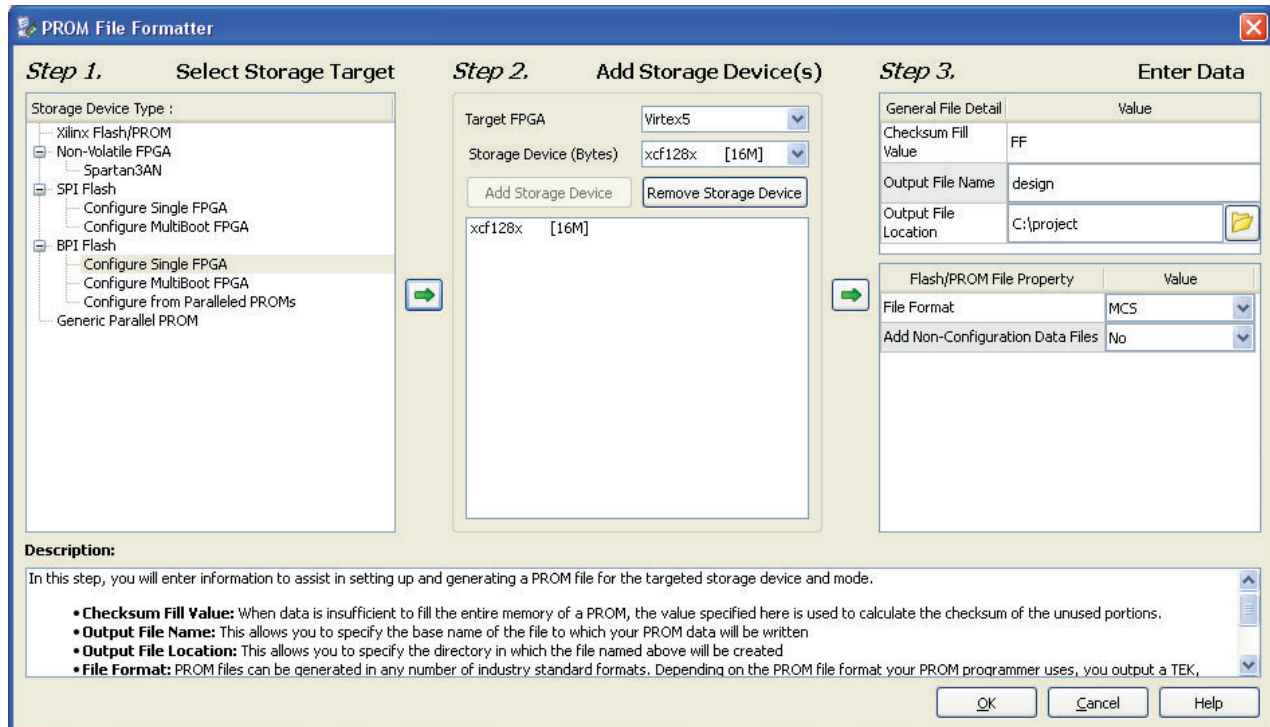 PROM File Formatter
Step 1. Select Storage Target
Storage Device Type :
Xilinx Flash/PROM
Non-Volatile FPGA
Spartan3AN
SPI Flash
Configure Single FPGA
Configure MultiBoot FPGA
BPI Flash
Configure Single FPGA
Configure MultiBoot FPGA
Configure from Paralleled PROMs
Generic Parallel PROM
Step 2. Add Storage Device(s)
Target FPGA Virtex5
Storage Device (Bytes) xcf128x [16M]
Add Storage Device Remove Storage Device
xcf128x [16M]
Step 3. Enter Data
General File Detail Value
Checksum Fill
Value FF
Output File Name design
Output File
Location C:\project
Flash/PROM File Property Value
File Format MCS
Add Non-Configuration Data Files No
Description:
In this step, you will enter information to assist in setting up and generating a PROM file for the targeted storage device and mode.
• Checksum Fill Value: When data is insufficient to fill the entire memory of a PROM, the value specified here is used to calculate the checksum of the unused portions.
• Output File Name: This allows you to specify the base name of the file to which your PROM data will be written
• Output File Location: This allows you to specify the directory in which the file named above will be created
• File Format: PROM files can be generated in any number of industry standard formats. Depending on the PROM file format your PROM programmer uses, you output a TEK,
OK Cancel Help